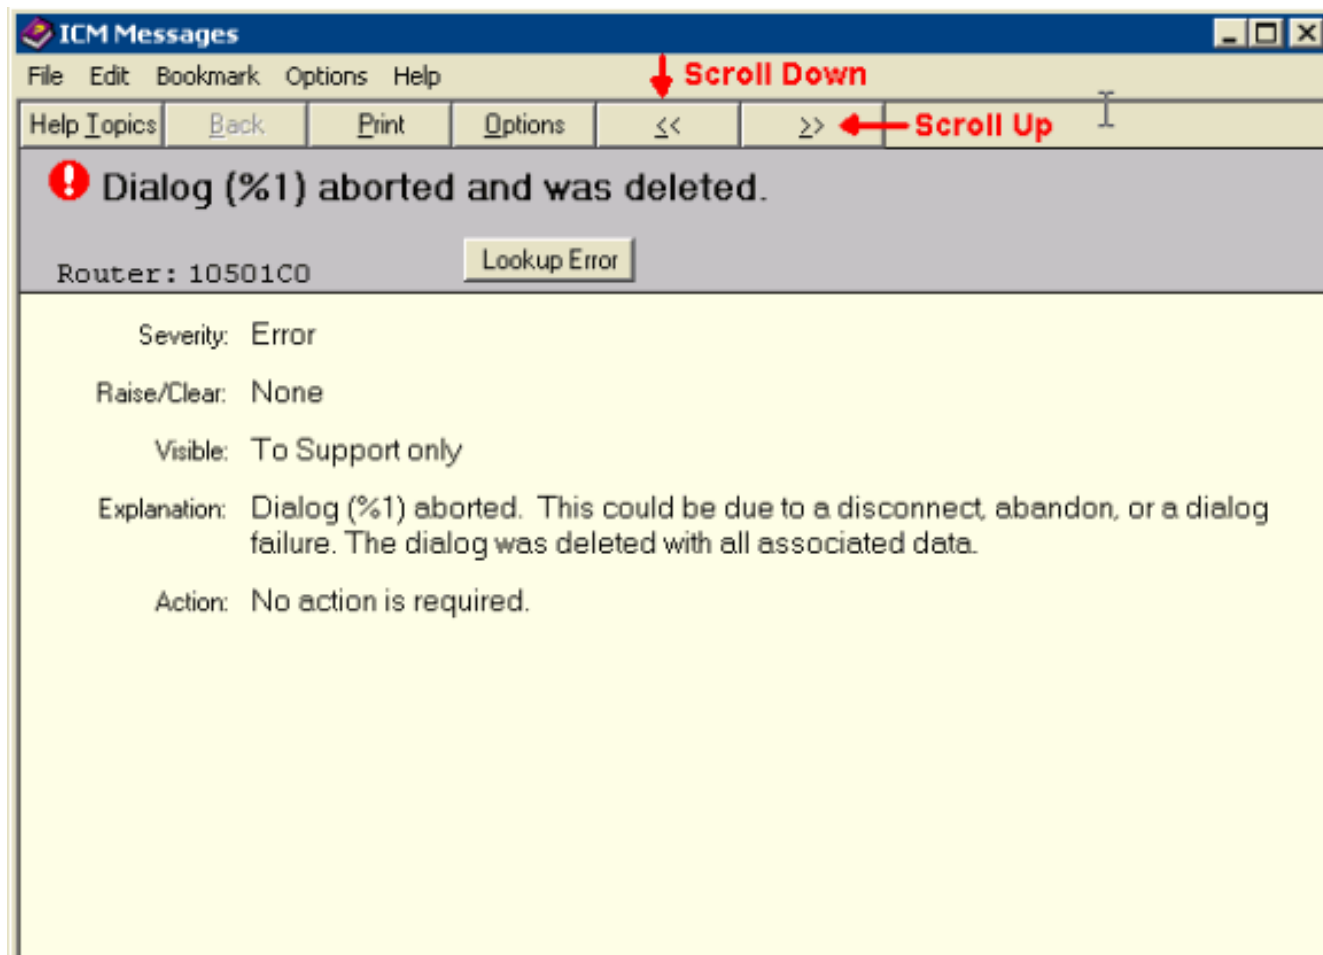 ICM Messages
File Edit Bookmark Options Help
Scroll Down
Help Topics Back Print Options << >> Scroll Up
Dialog (%1) aborted and was deleted.
Lookup Error
Router: 10501C0
Severity: Error
Raise/Clear: None
Visible: To Support only
Explanation: Dialog (%1) aborted. This could be due to a disconnect, abandon, or a dialog
failure. The dialog was deleted with all associated data.
Action: No action is required.